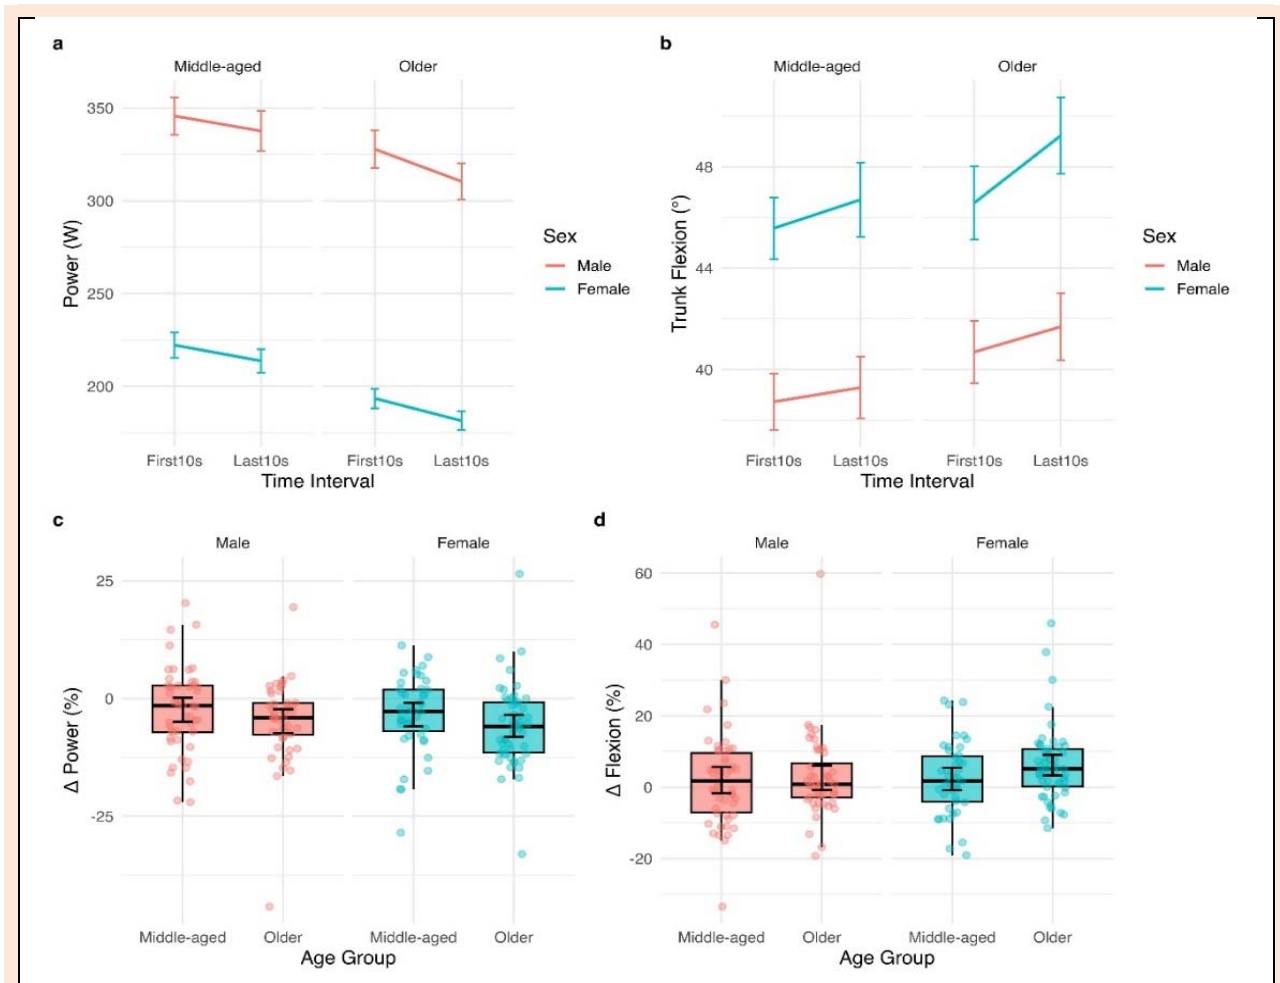 a
Middle-aged Older
350
300
250
200
Power (W)
First10s Last10s First10s Last10s
Time Interval
Sex
Male
Female
b
Middle-aged Older
48
44
40
Trunk Flexion (°)
First10s Last10s First10s Last10s
Time Interval
Sex
Male
Female
c
Male Female
25
0
-25
Δ Power (%)
Middle-aged Older Middle-aged Older
Age Group
d
Male Female
60
40
20
0
-20
Δ Flexion (%)
Middle-aged Older Middle-aged Older
Age Group